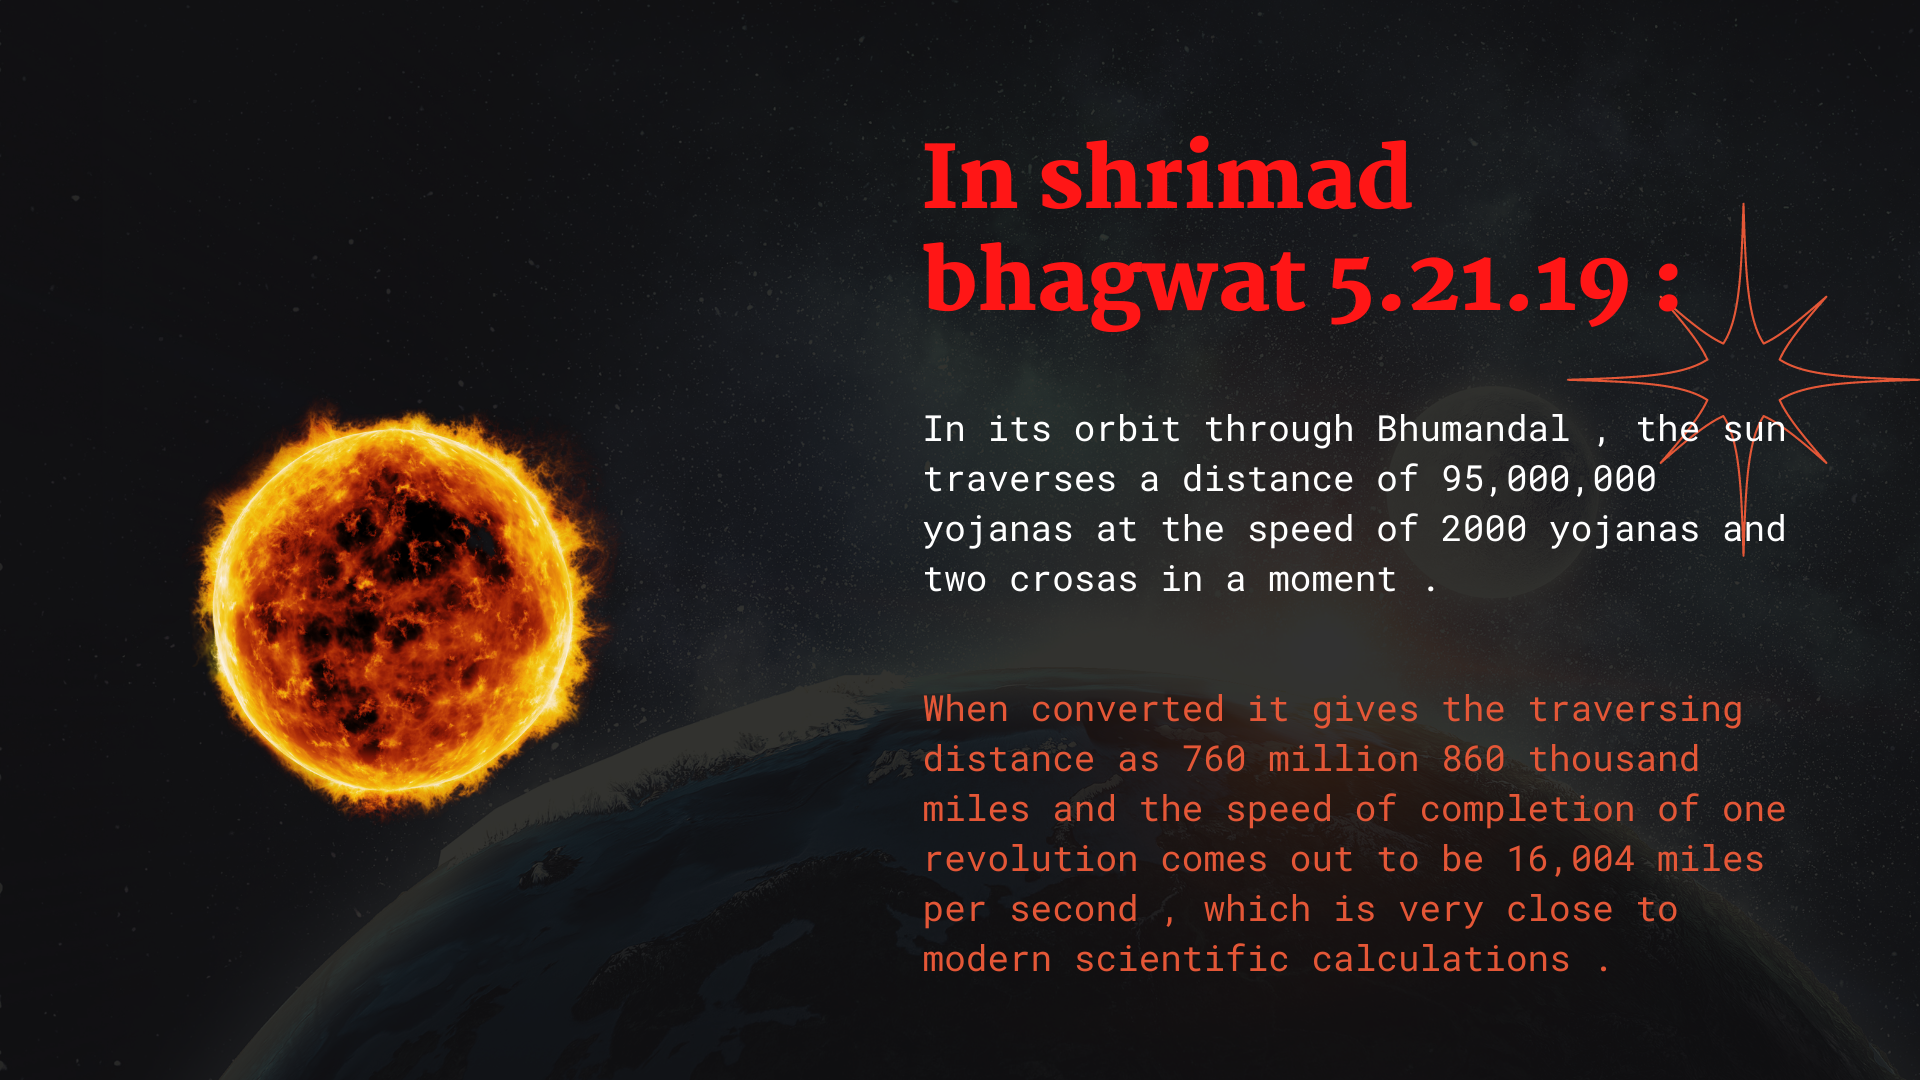 In shrimad
bhagwat 5.21.19 :
In its orbit through Bhumandal , the sun
traverses a distance of 95,000,000
yojanas at the speed of 2000 yojanas and
two crosas in a moment .
When converted it gives the traversing
distance as 760 million 860 thousand
miles and the speed of completion of one
revolution comes out to be 16,004 miles
per second , which is very close to
modern scientific calculations .